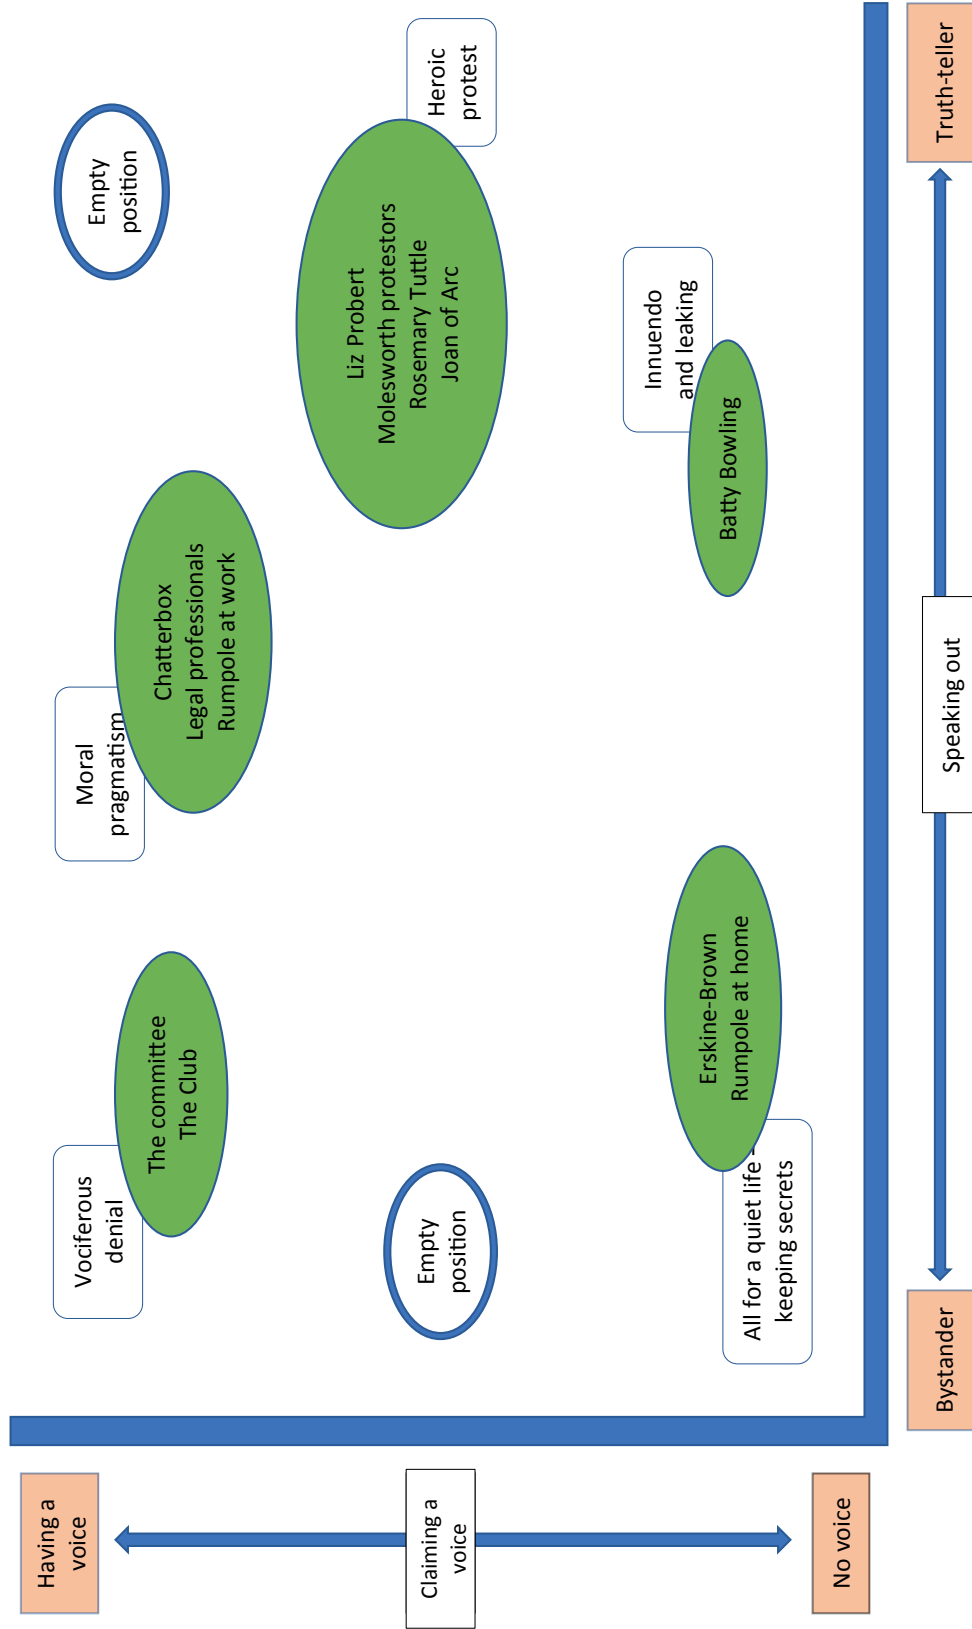 Having a
voice
Vociferous
denial
The committee
The Club
Moral
pragmatism
Chatterbox
Legal professionals
Rumpole at work
Empty
position
Claiming a
voice
Empty
position
Liz Probert
Molesworth protestors
Rosemary Tuttle
Joan of Arc
Heroic
protest
No voice
All for a quiet life -
keeping secrets
Erskine-Brown
Rumpole at home
Batty Bowling
Innuendo
and leaking
Bystander
Speaking out
Truth-teller